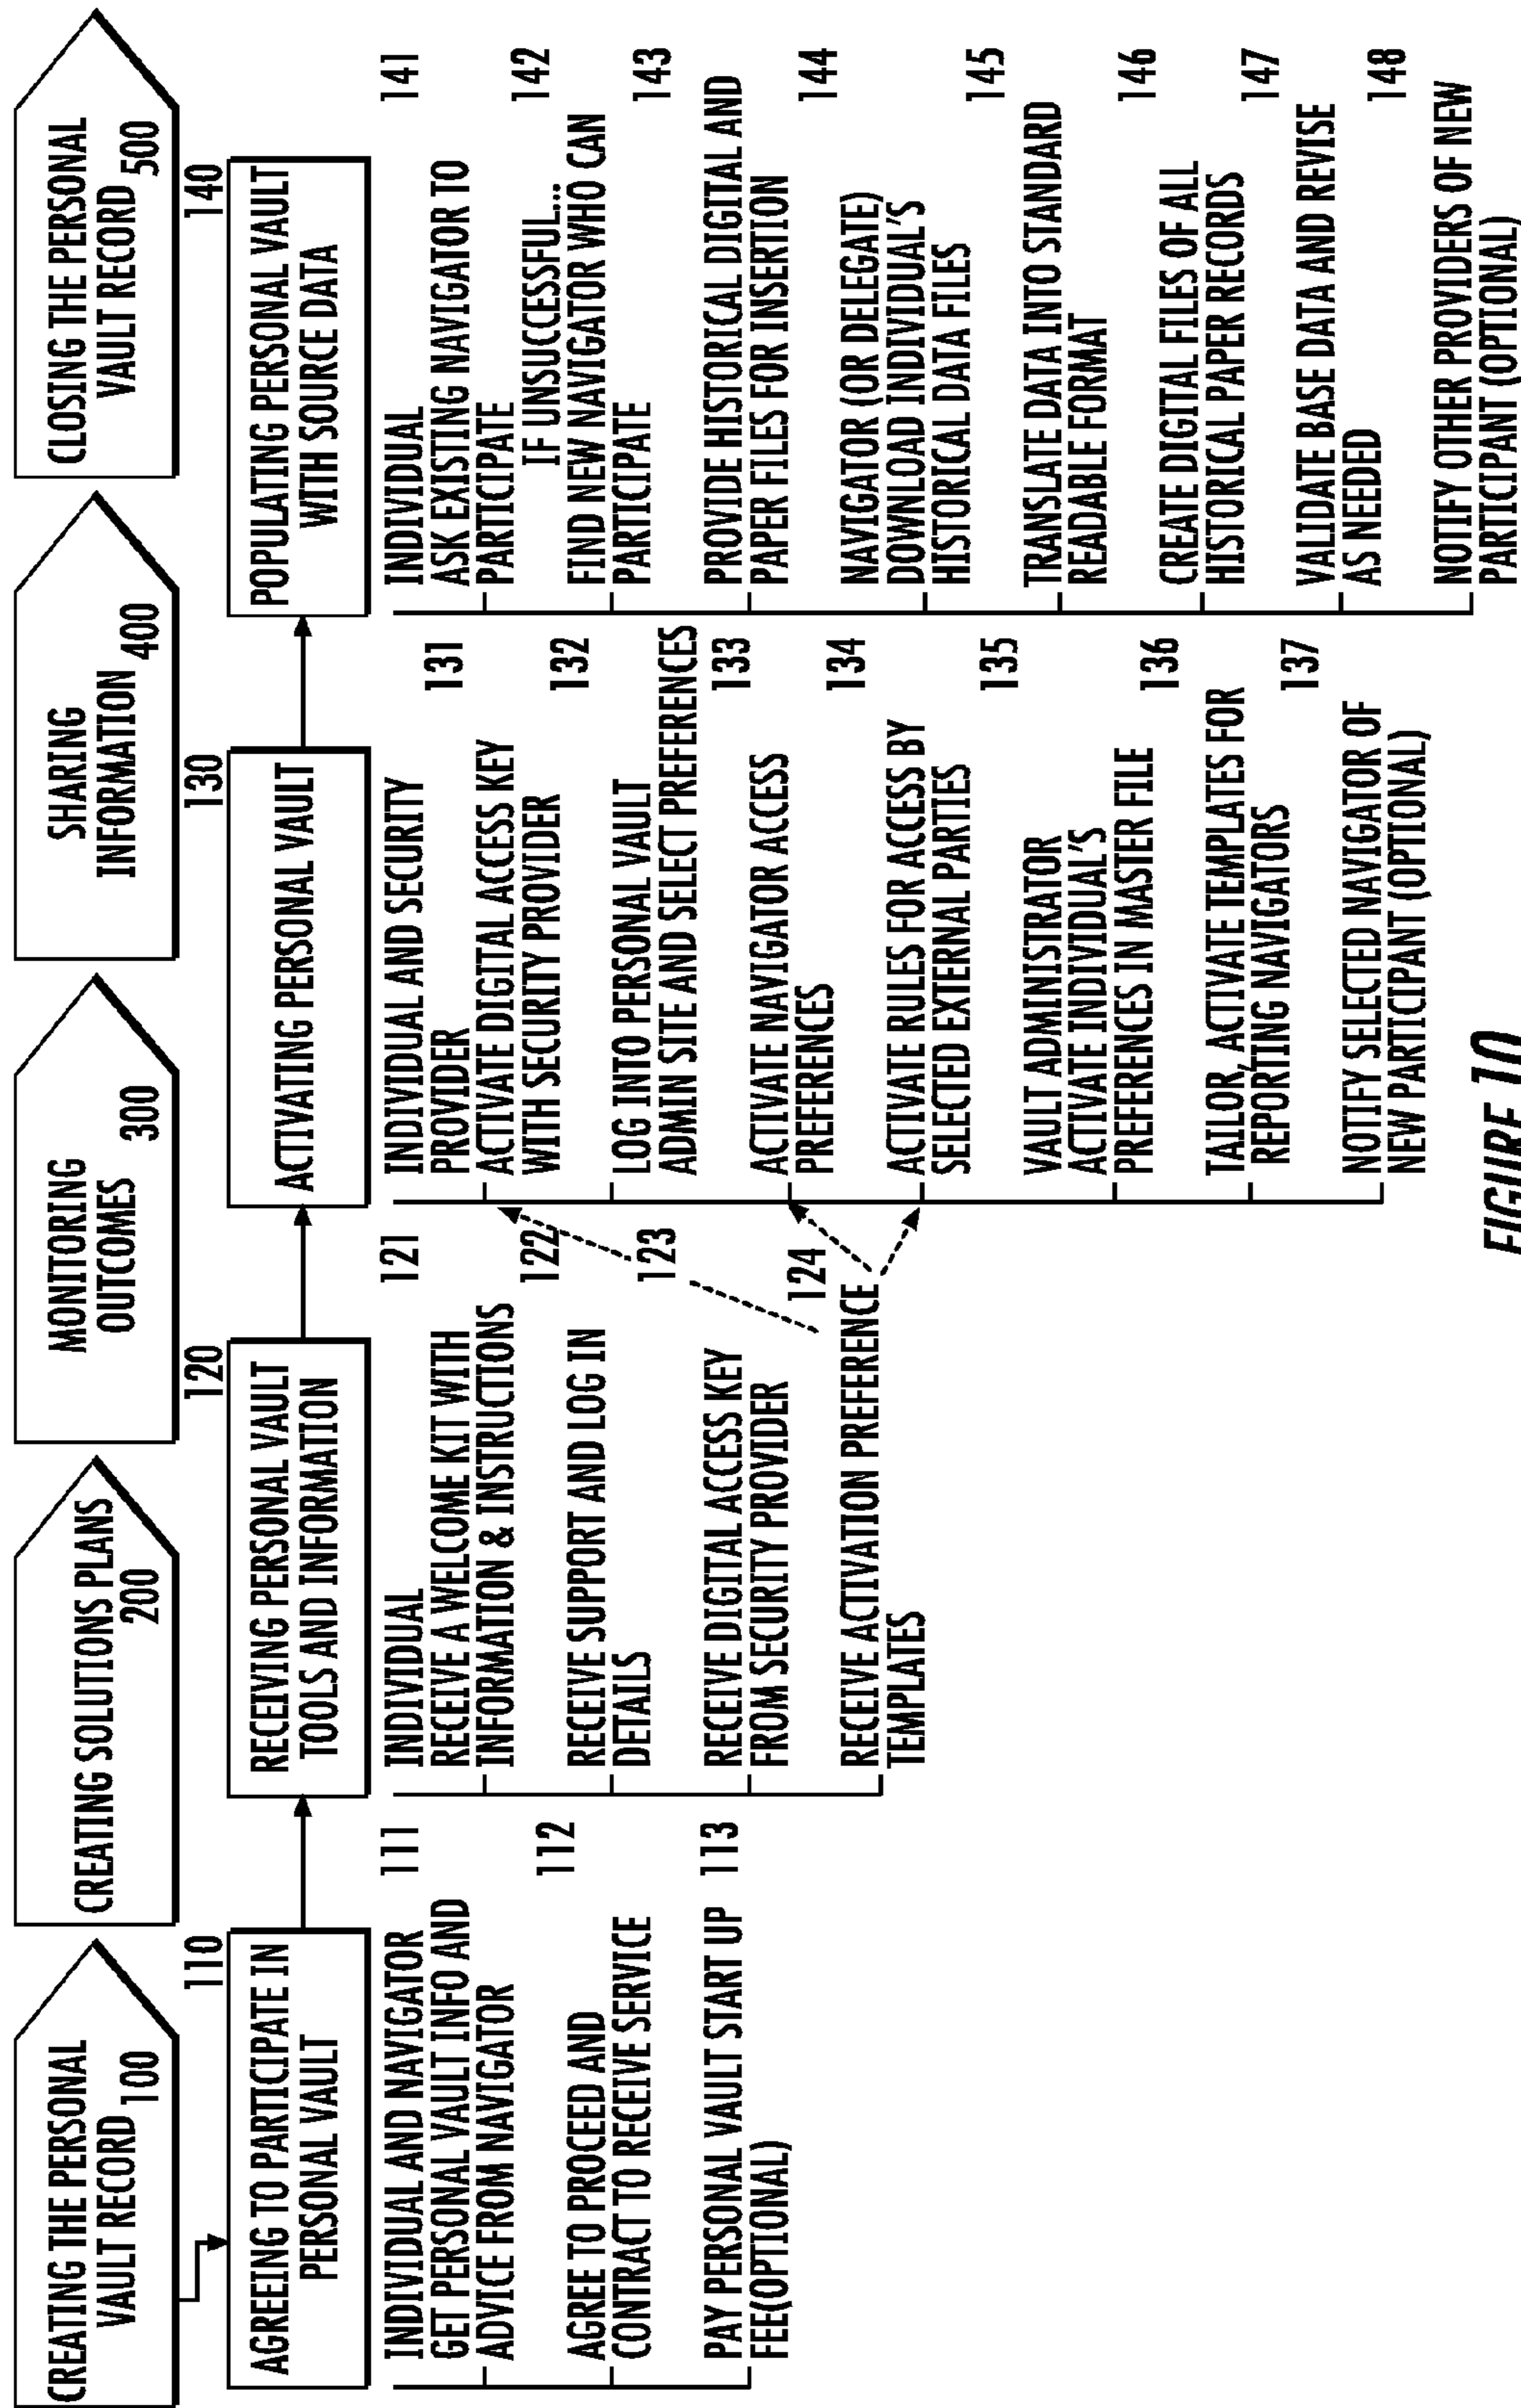 CREATING THE PERSONAL
VAULT RECORD 100
CREATING SOLUTIONS PLANS
200
MONITORING
OUTCOMES 300
SHARING
INFORMATION 400
CLOSING THE PERSONAL
VAULT RECORD 500
110
AGREEING TO PARTICIPATE IN
PERSONAL VAULT
INDIVIDUAL AND NAVIGATOR 111
GET PERSONAL VAULT INFO AND
ADVICE FROM NAVIGATOR
112
AGREE TO PROCEED AND
CONTRACT TO RECEIVE SERVICE
PAY PERSONAL VAULT START UP 113
FEE(OPTIONAL)
120
RECEIVING PERSONAL VAULT
TOOLS AND INFORMATION
INDIVIDUAL 121
RECEIVE A WELCOME KIT WITH
INFORMATION & INSTRUCTIONS
122
RECEIVE SUPPORT AND LOG IN
DETAILS
123
RECEIVE DIGITAL ACCESS KEY
FROM SECURITY PROVIDER
124
RECEIVE ACTIVATION PREFERENCE
TEMPLATES
130
ACTIVATING PERSONAL VAULT
INDIVIDUAL AND SECURITY
PROVIDER 131
ACTIVATE DIGITAL ACCESS KEY
WITH SECURITY PROVIDER
132
LOG INTO PERSONAL VAULT
ADMIN SITE AND SELECT PREFERENCES
133
ACTIVATE NAVIGATOR ACCESS
PREFERENCES
134
ACTIVATE RULES FOR ACCESS BY
SELECTED EXTERNAL PARTIES
135
VAULT ADMINISTRATOR
ACTIVATE INDIVIDUAL'S
PREFERENCES IN MASTER FILE
136
TAILOR, ACTIVATE TEMPLATES FOR
REPORTING NAVIGATORS
137
NOTIFY SELECTED NAVIGATOR OF
NEW PARTICIPANT (OPTIONAL)
140
POPULATING PERSONAL VAULT
WITH SOURCE DATA
INDIVIDUAL 141
ASK EXISTING NAVIGATOR TO
PARTICIPATE
IF UNSUCCESSFUL... 142
FIND NEW NAVIGATOR WHO CAN
PARTICIPATE
143
PROVIDE HISTORICAL DIGITAL AND
PAPER FILES FOR INSERTION
144
NAVIGATOR (OR DELEGATE)
DOWNLOAD INDIVIDUAL'S
HISTORICAL DATA FILES
145
TRANSLATE DATA INTO STANDARD
READABLE FORMAT
146
CREATE DIGITAL FILES OF ALL
HISTORICAL PAPER RECORDS
147
VALIDATE BASE DATA AND REVISE
AS NEEDED
148
NOTIFY OTHER PROVIDERS OF NEW
PARTICIPANT (OPTIONAL)
FIGURE 10